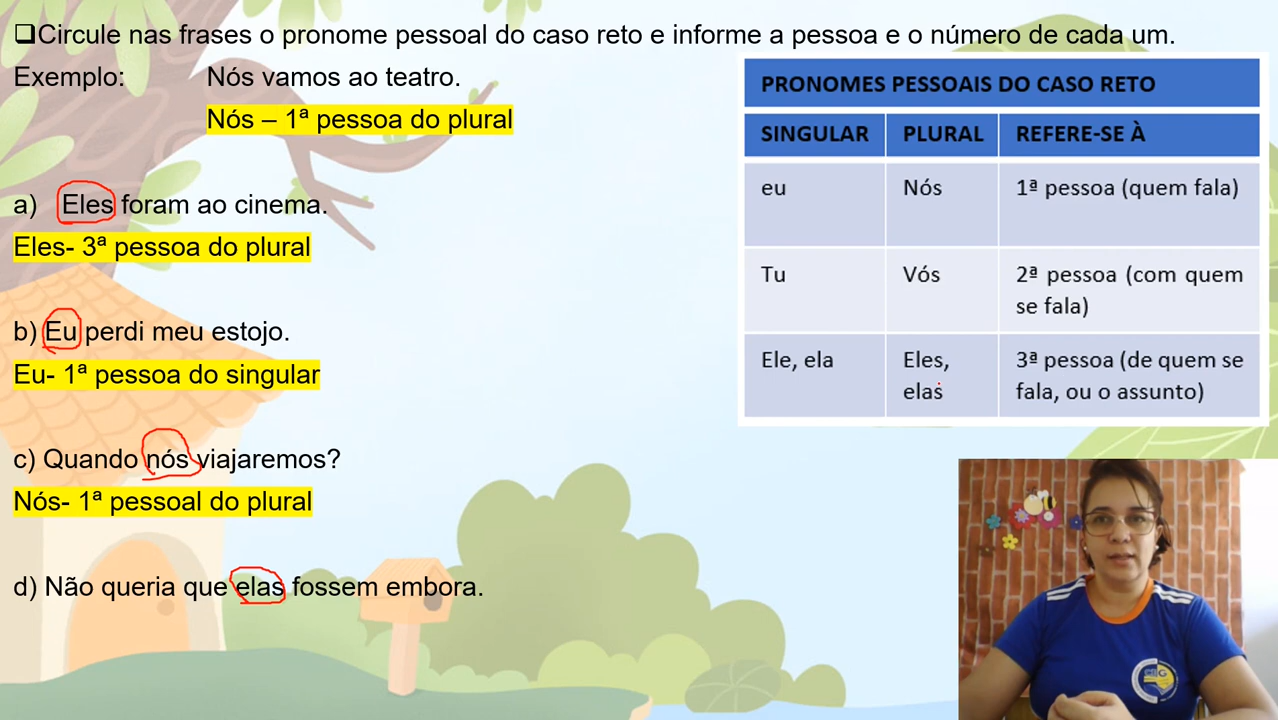 ❑Circule nas frases o pronome pessoal do caso reto e informe a pessoa e o número de cada um.
Exemplo: Nós vamos ao teatro.
Nós – 1ª pessoa do plural
a) Eles foram ao cinema.
Eles- 3ª pessoa do plural
b) Eu perdi meu estojo.
Eu- 1ª pessoa do singular
c) Quando nós viajaremos?
Nós- 1ª pessoal do plural
d) Não queria que elas fossem embora.
PRONOMES PESSOAIS DO CASO RETO
SINGULAR PLURAL REFERE-SE À
eu Nós 1ª pessoa (quem fala)
Tu Vós 2ª pessoa (com quem
se fala)
Ele, ela Eles, 3ª pessoa (de quem se
elas fala, ou o assunto)